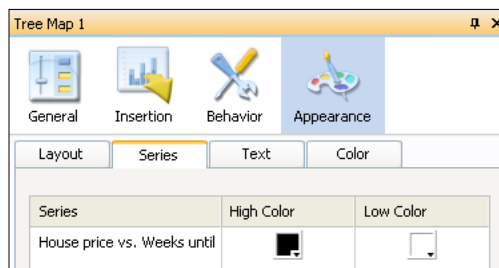 Tree Map 1
General Insertion Behavior Appearance
Layout Series Text Color
Series High Color Low Color
House price vs. Weeks until